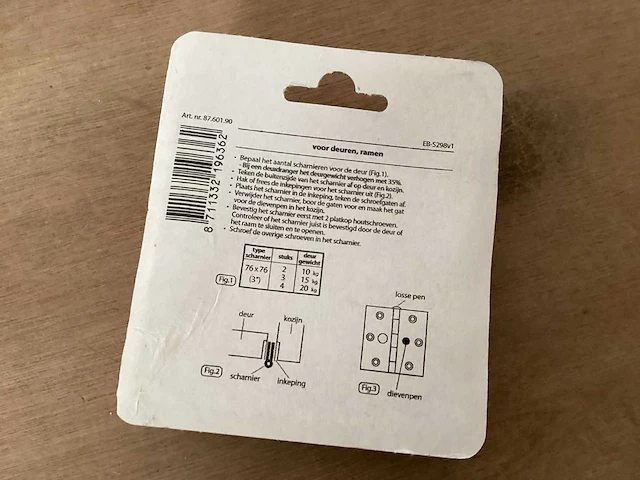 Art. nr. 87.601.90
EB-5298v1
8 711332 196362
voor deuren, ramen
• Bepaal het aantal scharnieren voor de deur (Fig.1).
- Bij een deurdranger het deurgewicht verhogen met 35%.
• Teken de buitenzijde van het scharnier af op deur en kozijn.
• Hak of frees de inkepingen voor het scharnier uit (Fig.2).
• Plaats het scharnier in de inkeping, teken de schroefgaten af.
• Verwijder het scharnier, boor de gaten voor en maak het gat
voor de dievenpen in het kozijn.
• Bevestig het scharnier eerst met 2 platkop houtschroeven.
Controleer of het scharnier juist is bevestigd door de deur of
het raam te sluiten en te openen.
• Schroef de overige schroeven in het scharnier.
type scharnier stuks deur gewicht
76 x 76 2 10 kg
(3") 3 15 kg
4 20 kg
Fig.1
deur kozijn
scharnier inkeping
Fig.2
losse pen
dievenpen
Fig.3